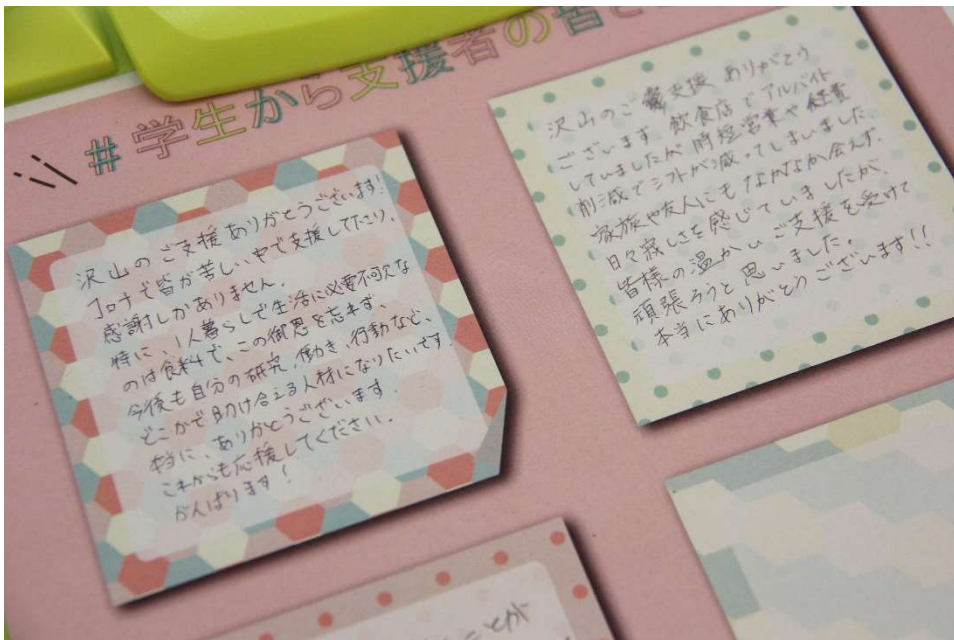 #学生から支援者の皆
沢山のご支援ありがとうございます!
コロナで皆が苦しい中で支援してくださり、
感謝しかありません。
特に、1人暮らしで生活に必要不可欠な
のは食料で、この御恩を忘れず、
今後も自分の研究、働き、行動など、
どこかで助け合える人材になりたいです。
本当に、ありがとうございます。
これからも応援してください。
がんばります!
沢山のご支援 ありがとう
ございます。飲食店でアルバイト
していましたが時短営業や経費
削減でシフトが減ってしまいました。
家族や友人にもなかなか会えず、
日々寂しさを感じていましたが、
皆様の温かいご支援を受けて
頑張ろうと思いました。
本当にありがとうございます!!